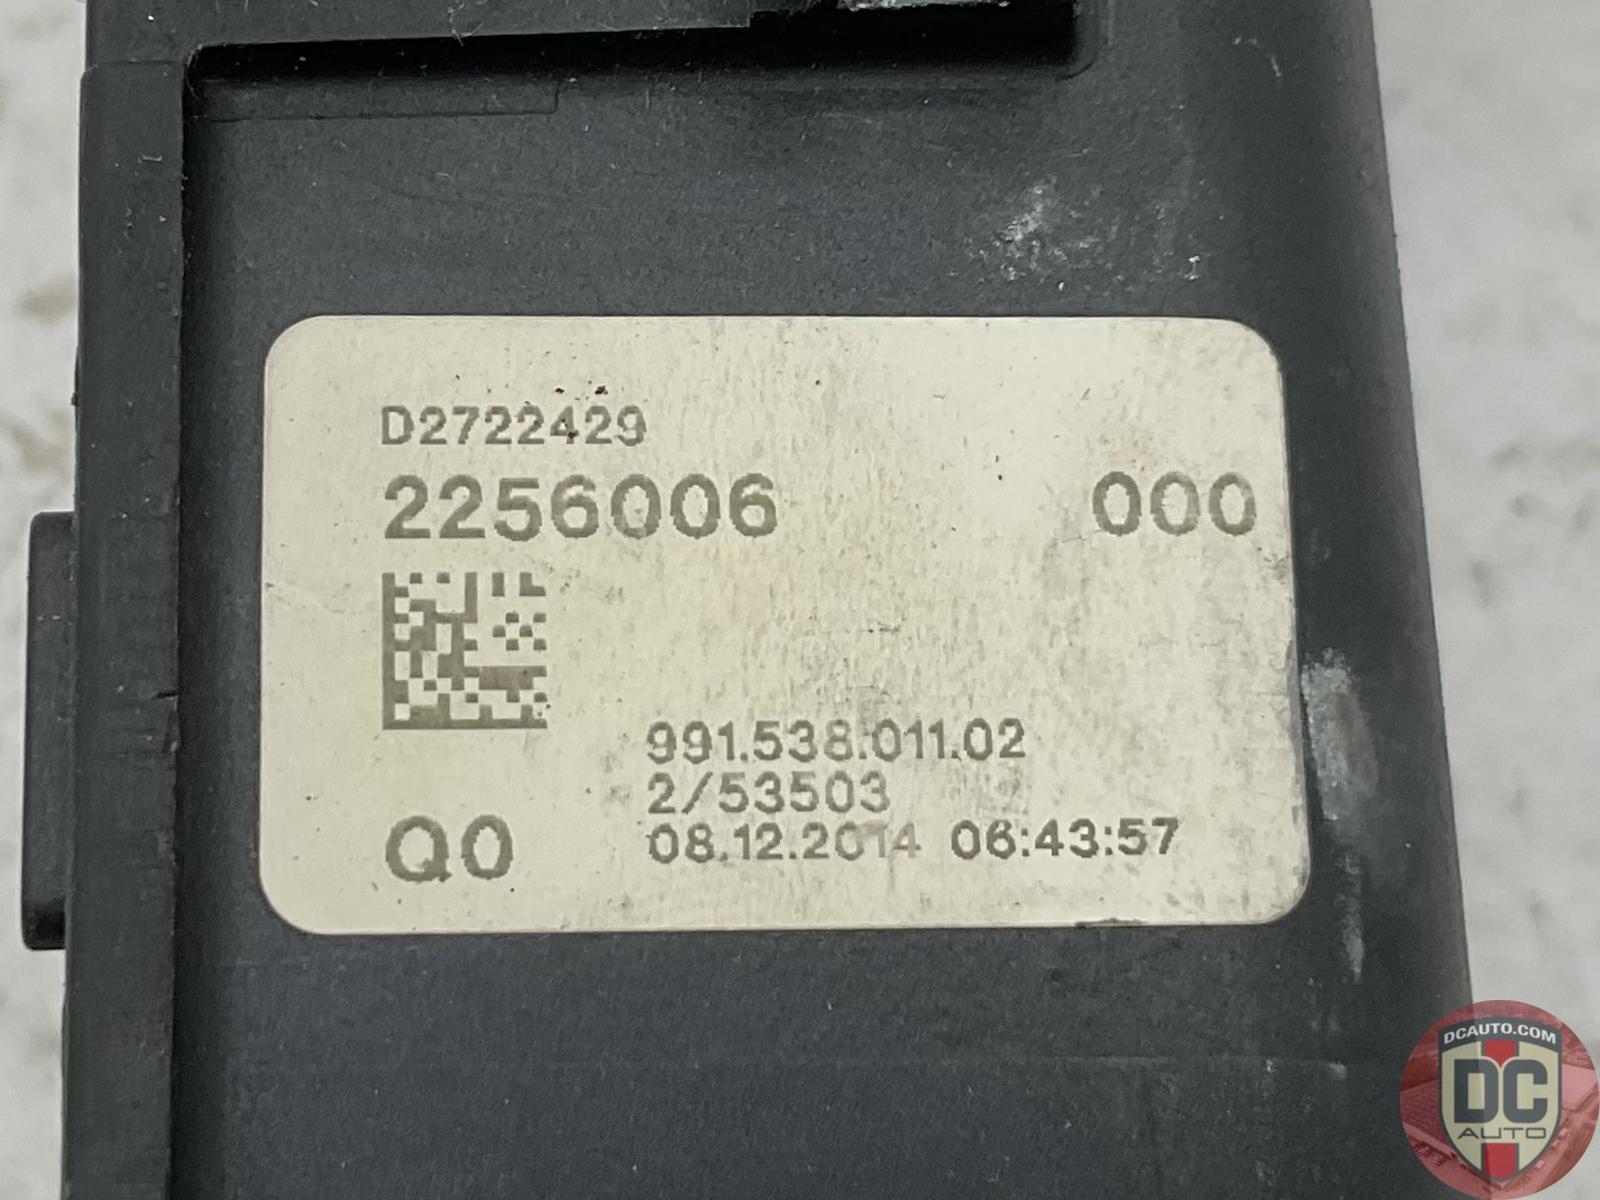 D2722429
2256006 000
991.538.011.02
2/53503
Q0 08.12.2014 06:43:57
DCAUTO.COM
DC
AUTO